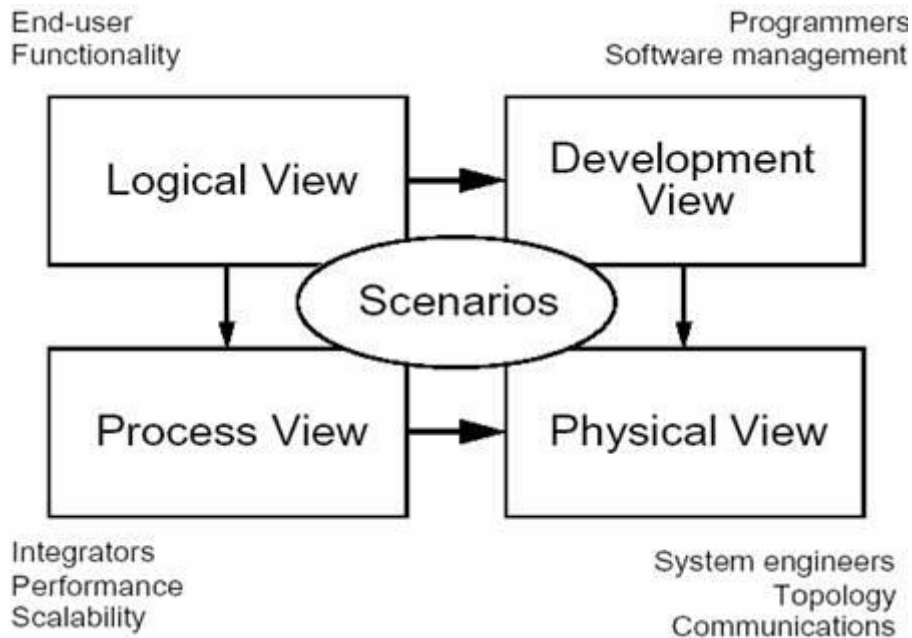 End-user
Functionality
Programmers
Software management
Logical View
Development
View
Scenarios
Process View
Physical View
Integrators
Performance
Scalability
System engineers
Topology
Communications